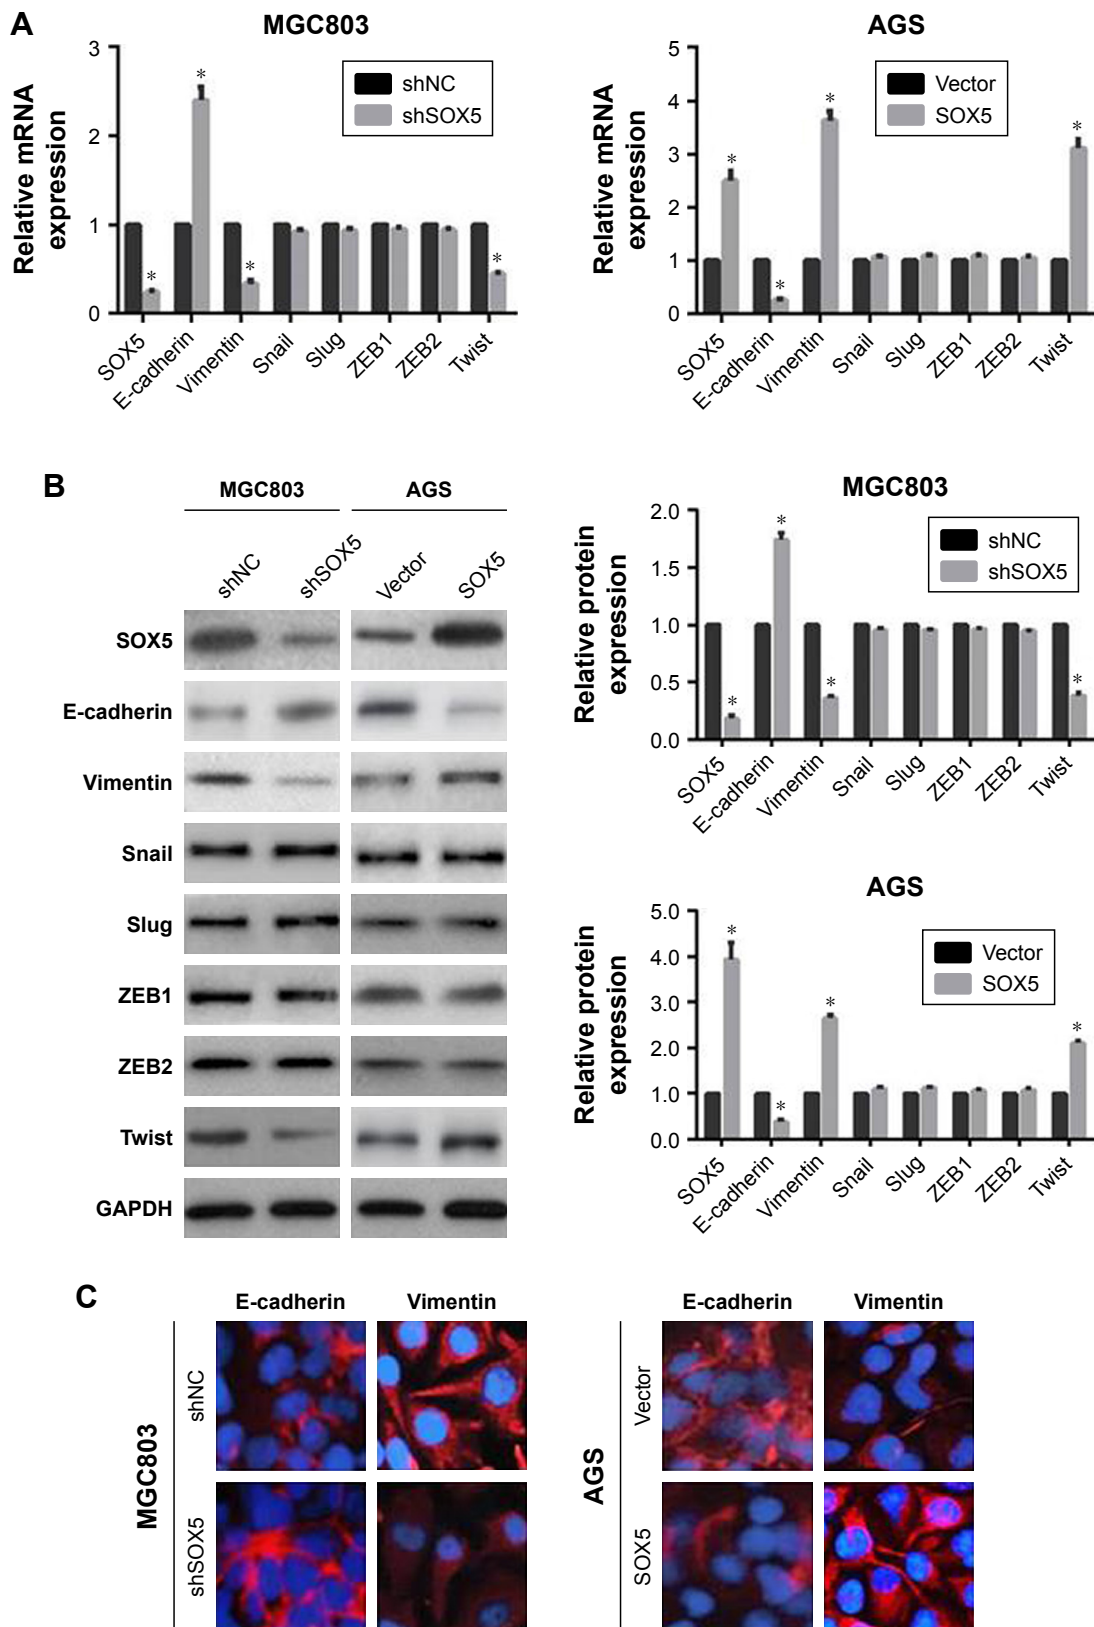 A
MGC803
Relative mRNA
expression
3
2
1
0
shNC
shSOX5
*
*
*
*
SOX5
E-cadherin
Vimentin
Snail
Slug
ZEB1
ZEB2
Twist
AGS
Relative mRNA
expression
5
4
3
2
1
0
Vector
SOX5
*
*
*
*
SOX5
E-cadherin
Vimentin
Snail
Slug
ZEB1
ZEB2
Twist
B
MGC803 AGS
shNC shSOX5 Vector SOX5
SOX5
E-cadherin
Vimentin
Snail
Slug
ZEB1
ZEB2
Twist
GAPDH
MGC803
Relative protein
expression
2.0
1.5
1.0
0.5
0.0
shNC
shSOX5
*
*
*
*
SOX5
E-cadherin
Vimentin
Snail
Slug
ZEB1
ZEB2
Twist
AGS
Relative protein
expression
5.0
4.0
3.0
2.0
1.0
0.0
Vector
SOX5
*
*
*
*
SOX5
E-cadherin
Vimentin
Snail
Slug
ZEB1
ZEB2
Twist
C
E-cadherin Vimentin
MGC803
shNC
shSOX5
E-cadherin Vimentin
AGS
Vector
SOX5